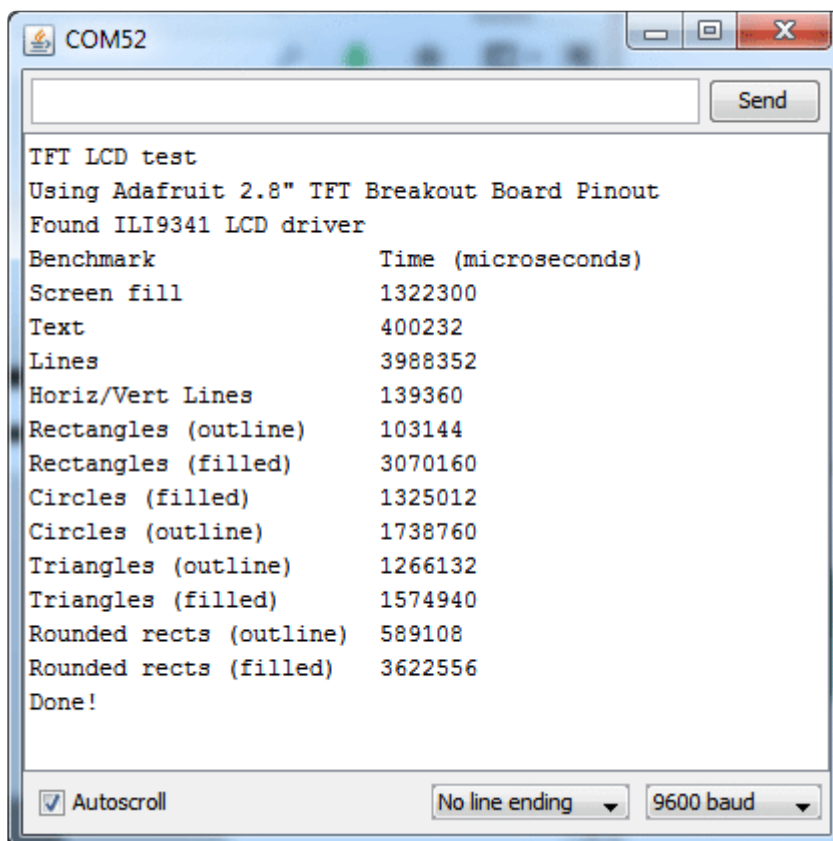 COM52
Send
TFT LCD test
Using Adafruit 2.8" TFT Breakout Board Pinout
Found ILI9341 LCD driver
Benchmark                Time (microseconds)
Screen fill              1322300
Text                     400232
Lines                    3988352
Horiz/Vert Lines         139360
Rectangles (outline)     103144
Rectangles (filled)      3070160
Circles (filled)         1325012
Circles (outline)        1738760
Triangles (outline)      1266132
Triangles (filled)       1574940
Rounded rects (outline)  589108
Rounded rects (filled)   3622556
Done!
Autoscroll No line ending 9600 baud